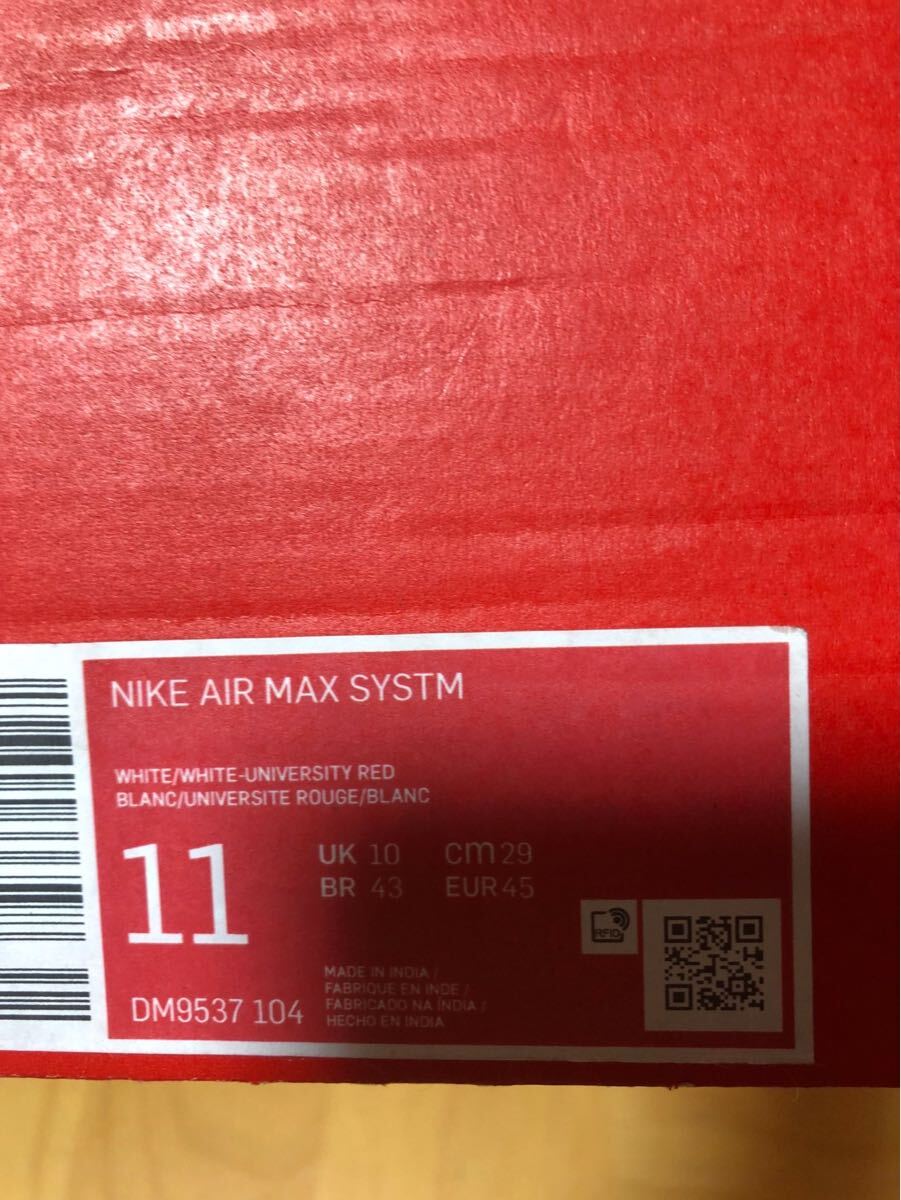 NIKE AIR MAX SYSTM
WHITE/WHITE-UNIVERSITY RED
BLANC/UNIVERSITE ROUGE/BLANC
11
UK 10 cm 29
BR 43 EUR 45
RFID
MADE IN INDIA /
FABRIQUE EN INDE /
FABRICADO NA ÍNDIA /
HECHO EN INDIA
DM9537 104